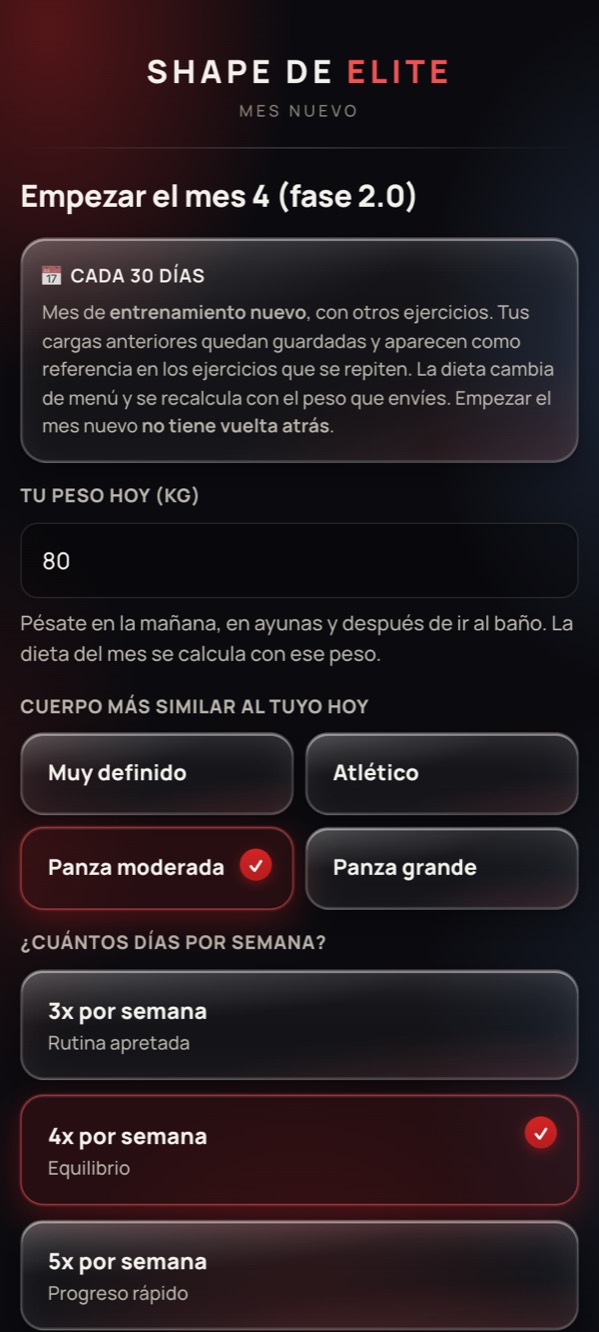 SHAPE DE ELITE
MES NUEVO
Empezar el mes 4 (fase 2.0)
17 CADA 30 DÍAS
Mes de entrenamiento nuevo, con otros ejercicios. Tus
cargas anteriores quedan guardadas y aparecen como
referencia en los ejercicios que se repiten. La dieta cambia
de menú y se recalcula con el peso que envíes. Empezar el
mes nuevo no tiene vuelta atrás.
TU PESO HOY (KG)
80
Pésate en la mañana, en ayunas y después de ir al baño. La
dieta del mes se calcula con ese peso.
CUERPO MÁS SIMILAR AL TUYO HOY
Muy definido
Atlético
Panza moderada
Panza grande
¿CUÁNTOS DÍAS POR SEMANA?
3x por semana
Rutina apretada
4x por semana
Equilibrio
5x por semana
Progreso rápido